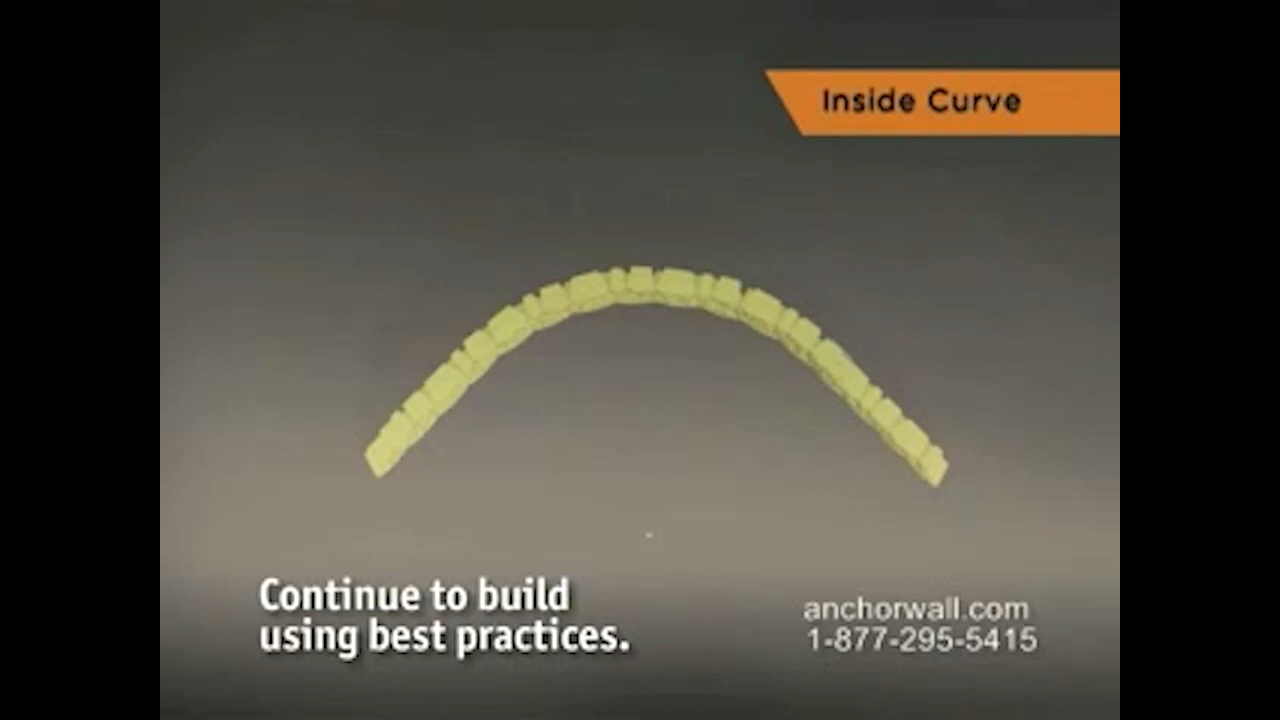 Inside Curve
Continue to build
using best practices.
anchorwall.com
1-877-295-5415